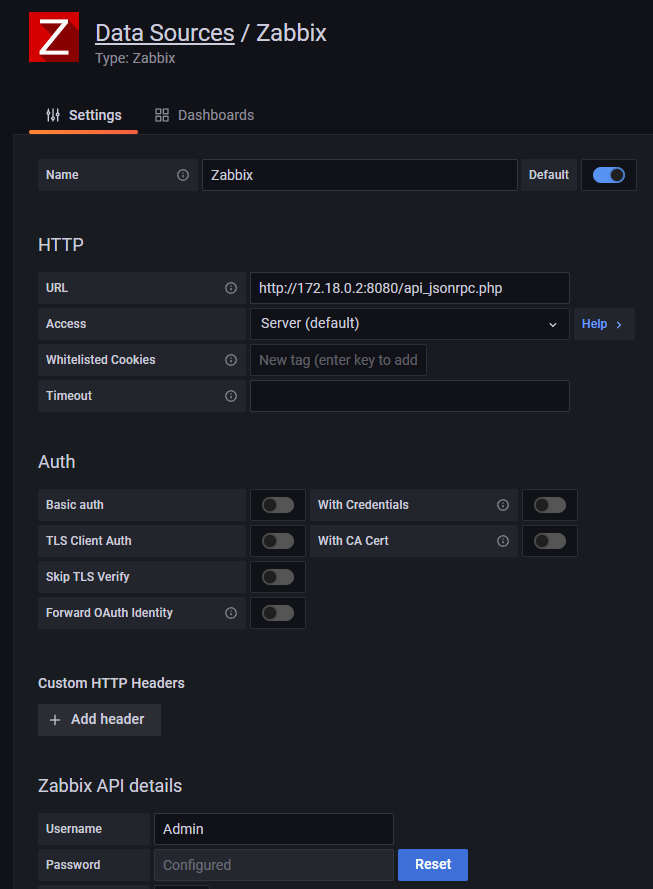 Z
Data Sources / Zabbix
Type: Zabbix
Settings Dashboards
Name Zabbix Default
HTTP
URL http://172.18.0.2:8080/api_jsonrpc.php
Access Server (default) Help >
Whitelisted Cookies New tag (enter key to add
Timeout
Auth
Basic auth With Credentials
TLS Client Auth With CA Cert
Skip TLS Verify
Forward OAuth Identity
Custom HTTP Headers
+ Add header
Zabbix API details
Username Admin
Password Configured Reset